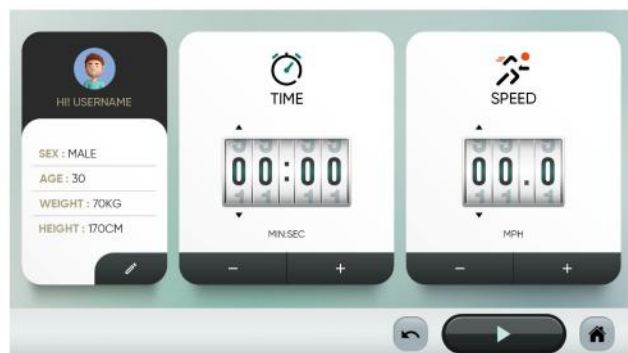 HI! USERNAME
SEX : MALE
AGE : 30
WEIGHT : 70KG
HEIGHT : 170CM
TIME
00:00
MIN:SEC
− +
SPEED
00.0
MPH
− +